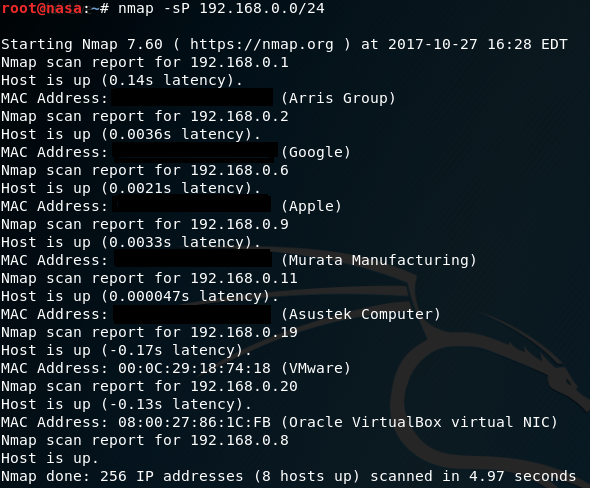 root@nasa:~# nmap -sP 192.168.0.0/24
Starting Nmap 7.60 ( https://nmap.org ) at 2017-10-27 16:28 EDT
Nmap scan report for 192.168.0.1
Host is up (0.14s latency).
MAC Address: (Arris Group)
Nmap scan report for 192.168.0.2
Host is up (0.0036s latency).
MAC Address: (Google)
Nmap scan report for 192.168.0.6
Host is up (0.0021s latency).
MAC Address: (Apple)
Nmap scan report for 192.168.0.9
Host is up (0.0033s latency).
MAC Address: (Murata Manufacturing)
Nmap scan report for 192.168.0.11
Host is up (0.000047s latency).
MAC Address: (Asustek Computer)
Nmap scan report for 192.168.0.19
Host is up (-0.17s latency).
MAC Address: 00:0C:29:18:74:18 (VMware)
Nmap scan report for 192.168.0.20
Host is up (-0.13s latency).
MAC Address: 08:00:27:86:1C:FB (Oracle VirtualBox virtual NIC)
Nmap scan report for 192.168.0.8
Host is up.
Nmap done: 256 IP addresses (8 hosts up) scanned in 4.97 seconds